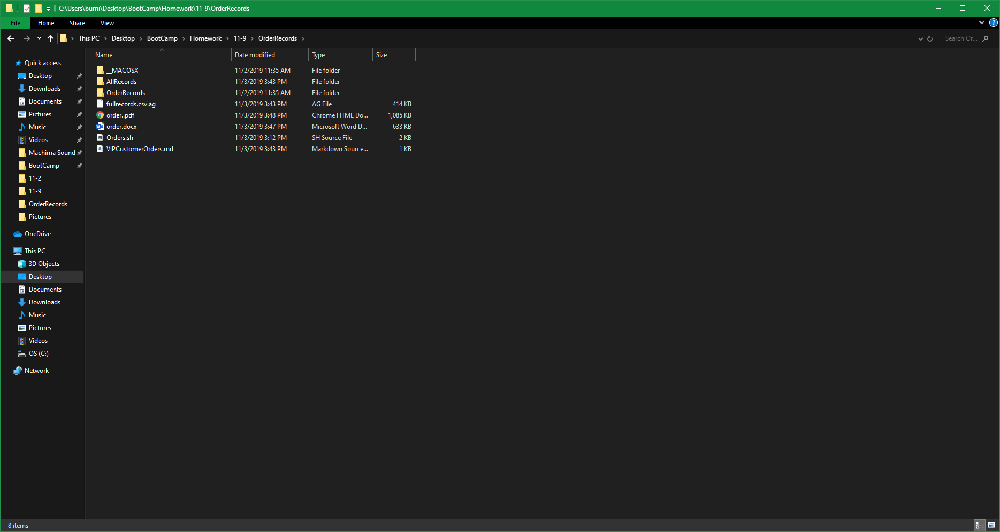 C:\Users\burni\Desktop\BootCamp\Homework\11-9\OrderRecords
File Home Share View
This PC Desktop BootCamp Homework 11-9 OrderRecords Search Or...
Name Date modified Type Size
__MACOSX 11/2/2019 11:35 AM File folder
AllRecords 11/3/2019 3:43 PM File folder
OrderRecords 11/2/2019 11:35 AM File folder
fullrecords.csv.ag 11/3/2019 3:43 PM AG File 414 KB
order..pdf 11/3/2019 3:48 PM Chrome HTML Do... 1,085 KB
order.docx 11/3/2019 3:47 PM Microsoft Word D... 633 KB
Orders.sh 11/3/2019 3:12 PM SH Source File 2 KB
VIPCustomerOrders.md 11/3/2019 3:43 PM Markdown Source... 1 KB
Quick access
Desktop
Downloads
Documents
Pictures
Music
Videos
Machima Sound
BootCamp
11-2
11-9
OrderRecords
Pictures
OneDrive
This PC
3D Objects
Desktop
Documents
Downloads
Music
Pictures
Videos
OS (C:)
Network
8 items